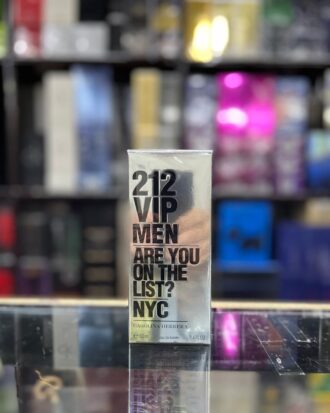 212
VIP
MEN
ARE YOU
ON THE
LIST?
NYC
CAROLINA HERRERA